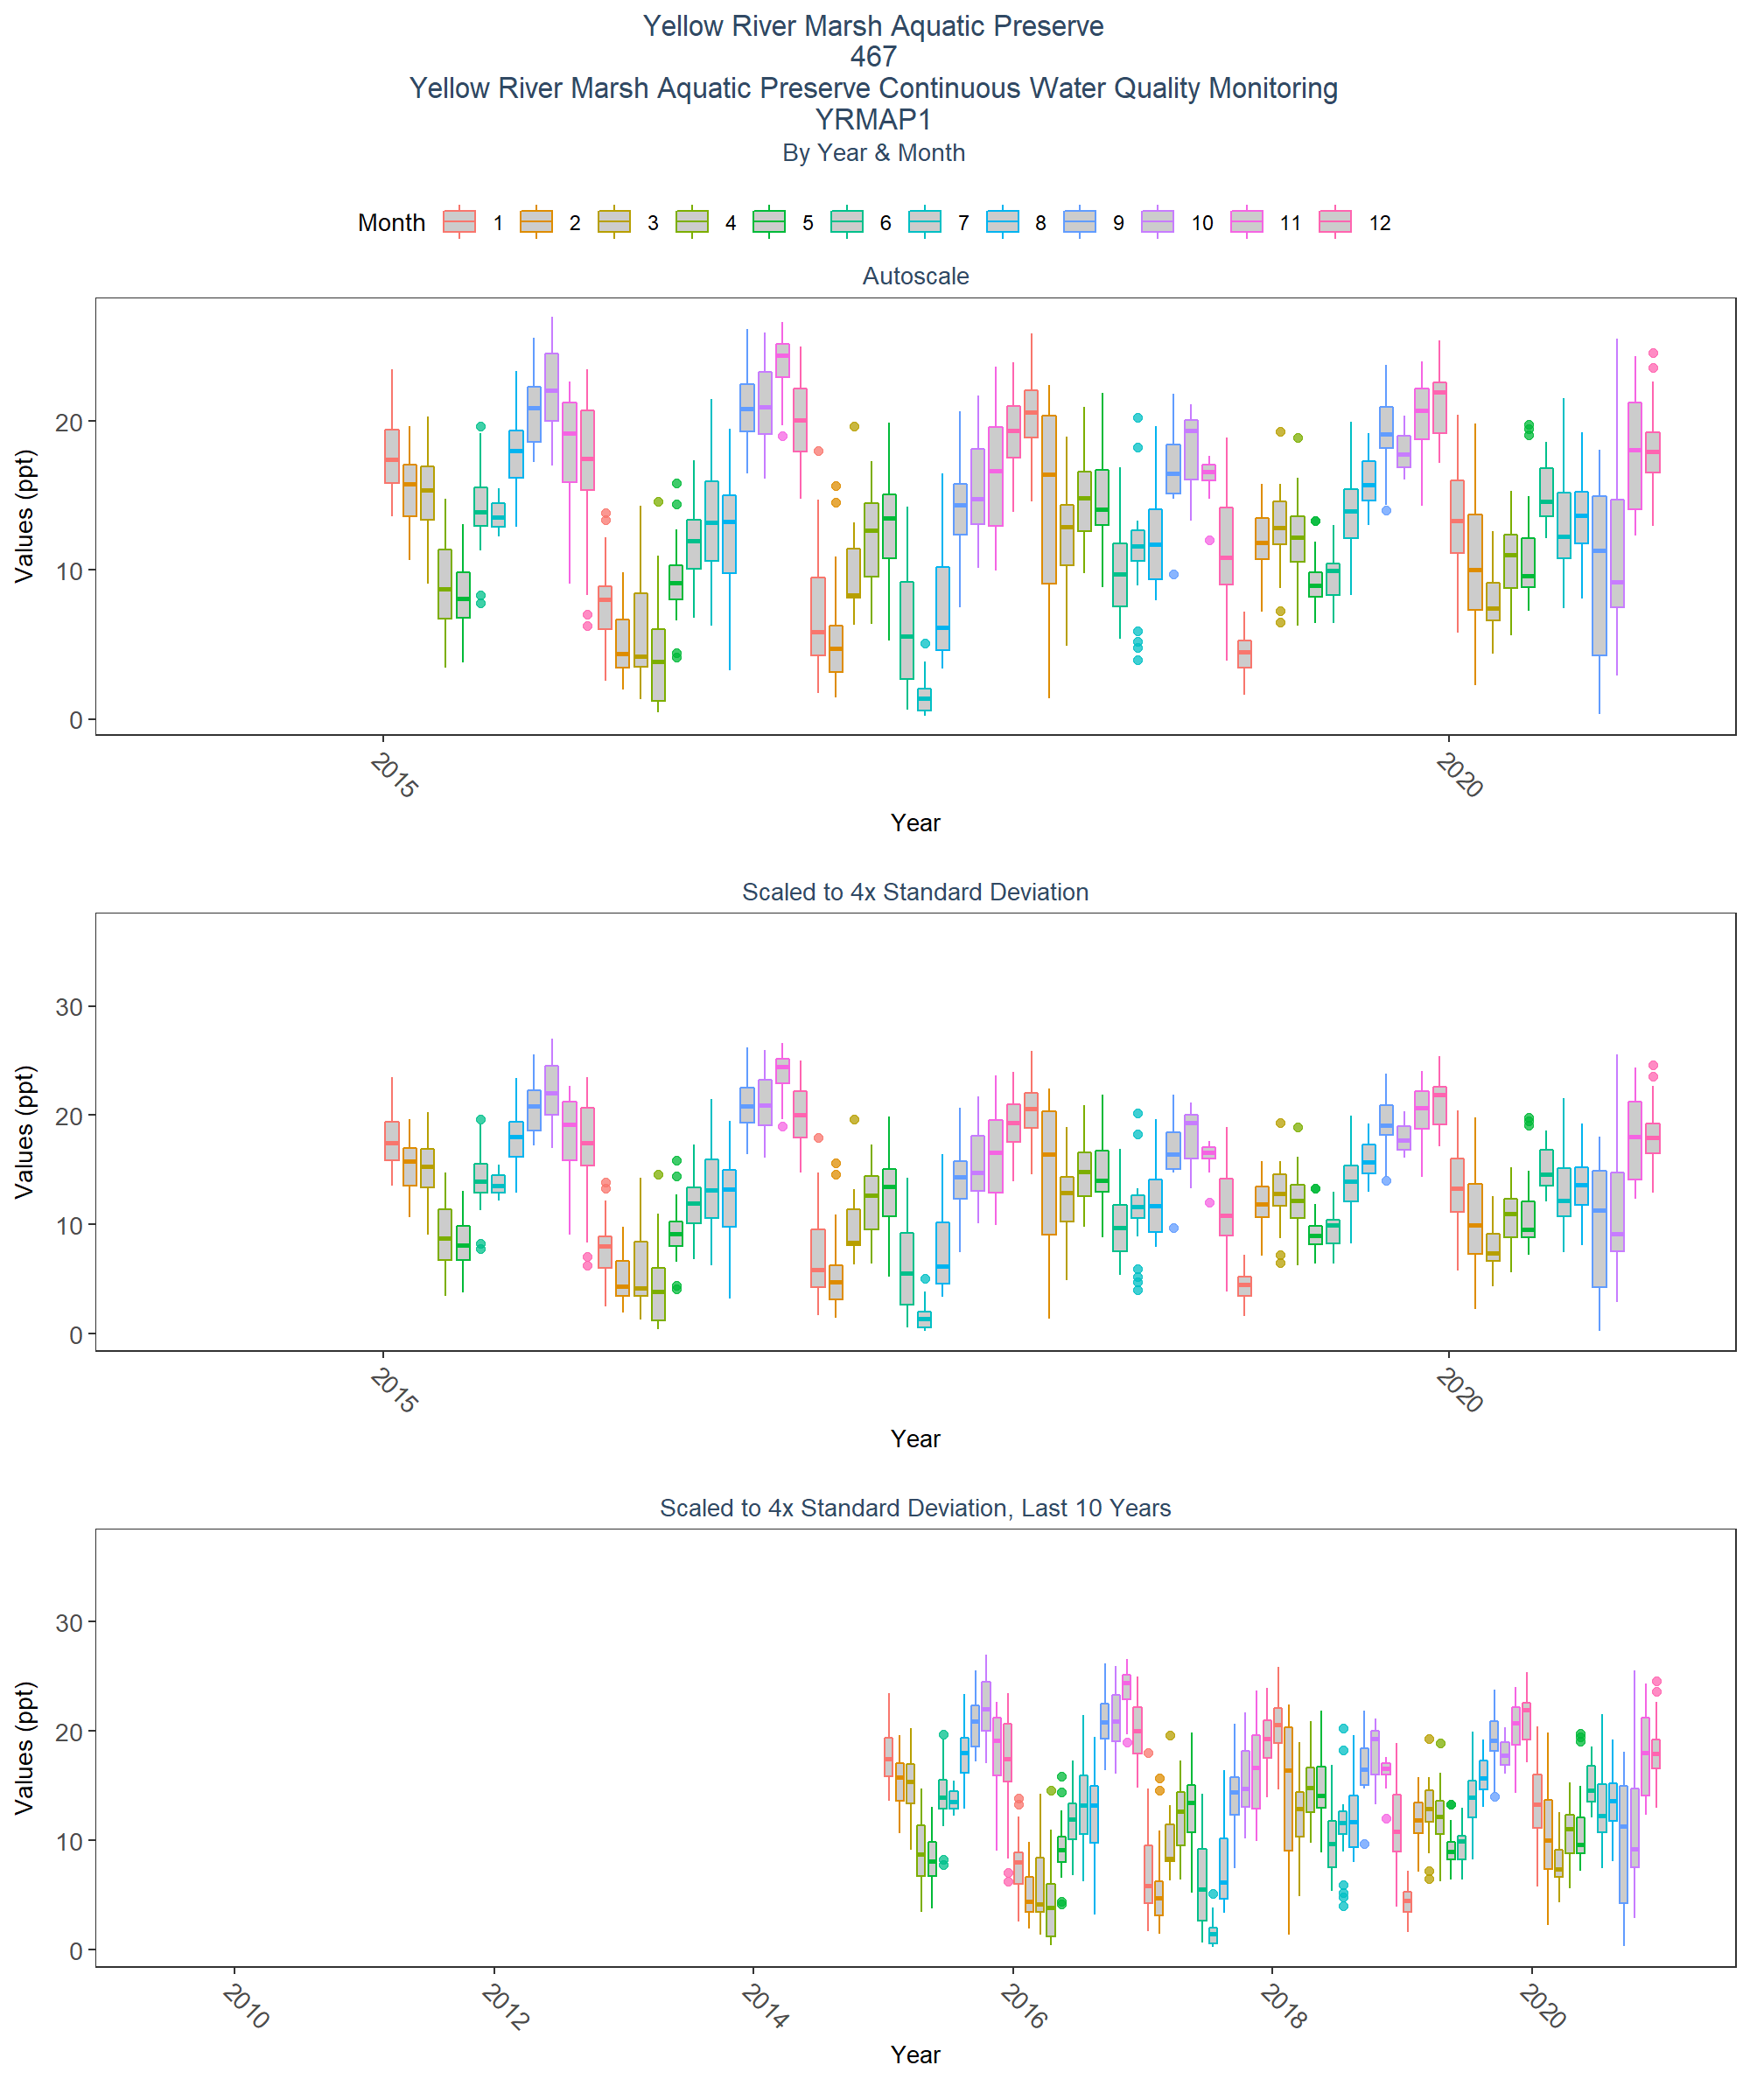 Yellow River Marsh Aquatic Preserve
467
Yellow River Marsh Aquatic Preserve Continuous Water Quality Monitoring
YRMAP1
By Year & Month
Month 1 2 3 4 5 6 7 8 9 10 11 12
Autoscale
Values (ppt)
20
10
0
2015 2020
Year
Scaled to 4x Standard Deviation
Values (ppt)
30
20
10
0
2015 2020
Year
Scaled to 4x Standard Deviation, Last 10 Years
Values (ppt)
30
20
10
0
2010 2012 2014 2016 2018 2020
Year